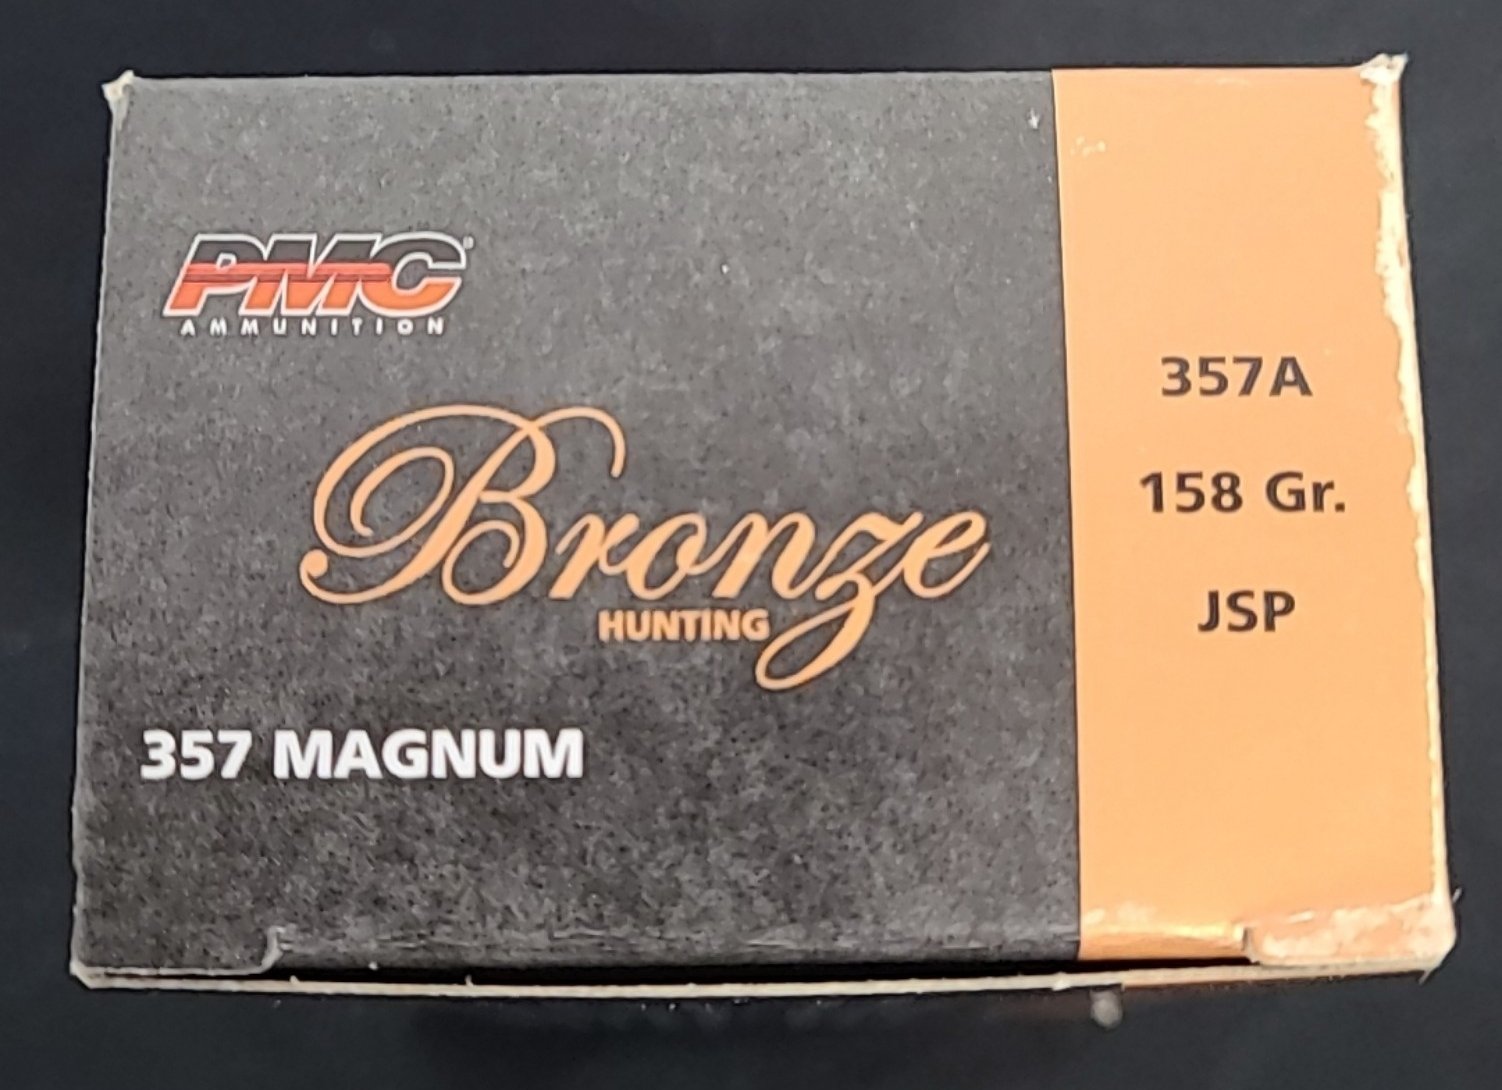 PMC®
AMMUNITION
Bronze
HUNTING
357 MAGNUM
357A
158 Gr.
JSP